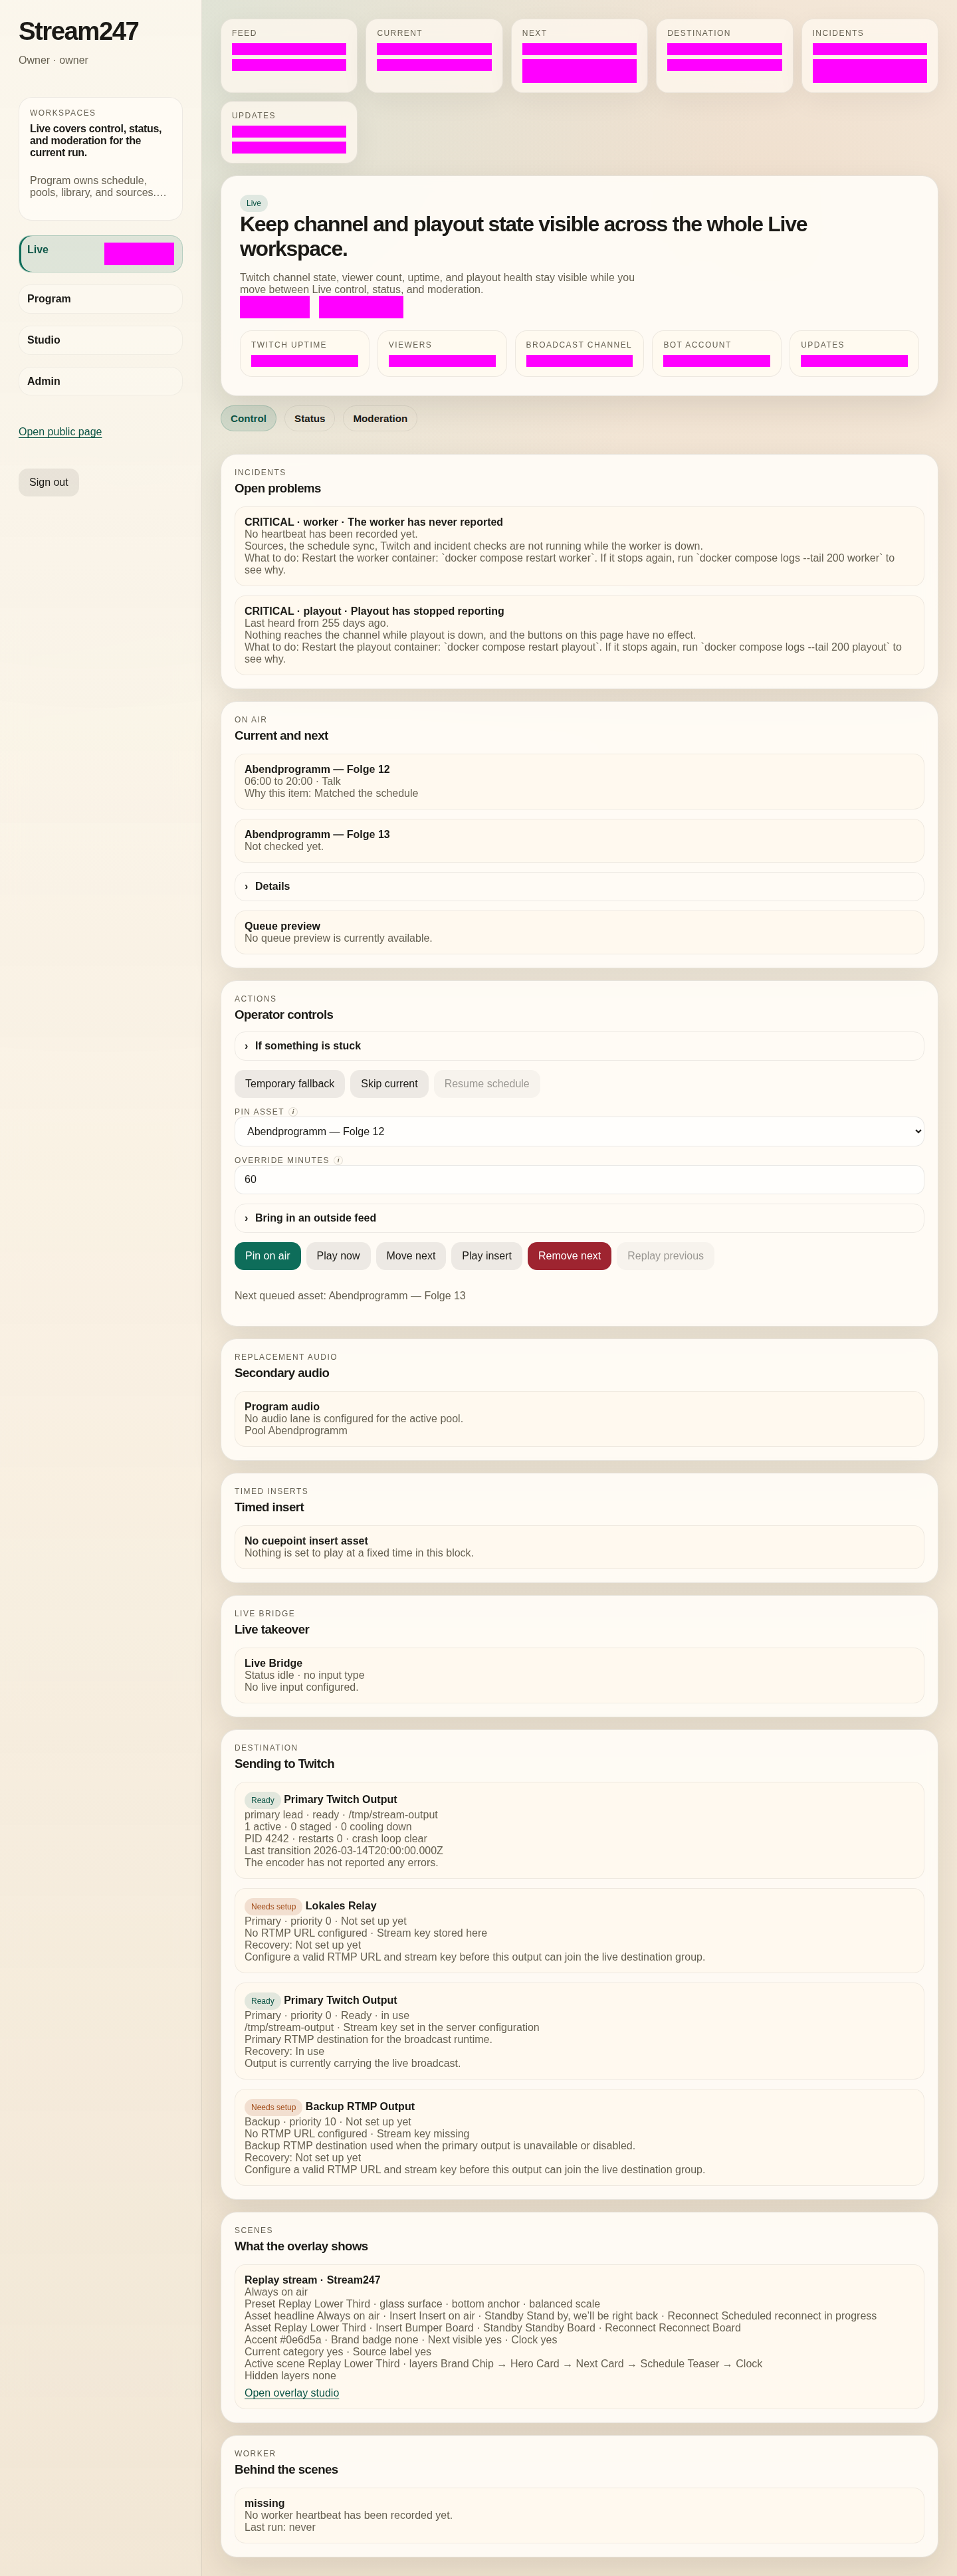 Stream247
Owner · owner
WORKSPACES
Live covers control, status,
and moderation for the
current run.
Program owns schedule,
pools, library, and sources.…
Live
Program
Studio
Admin
Open public page
Sign out
FEED
CURRENT
NEXT
DESTINATION
INCIDENTS
UPDATES
Live
Keep channel and playout state visible across the whole Live
workspace.
Twitch channel state, viewer count, uptime, and playout health stay visible while you
move between Live control, status, and moderation.
TWITCH UPTIME
VIEWERS
BROADCAST CHANNEL
BOT ACCOUNT
UPDATES
Control
Status
Moderation
INCIDENTS
Open problems
CRITICAL · worker · The worker has never reported
No heartbeat has been recorded yet.
Sources, the schedule sync, Twitch and incident checks are not running while the worker is down.
What to do: Restart the worker container: `docker compose restart worker`. If it stops again, run `docker compose logs --tail 200 worker` to
see why.
CRITICAL · playout · Playout has stopped reporting
Last heard from 255 days ago.
Nothing reaches the channel while playout is down, and the buttons on this page have no effect.
What to do: Restart the playout container: `docker compose restart playout`. If it stops again, run `docker compose logs --tail 200 playout` to
see why.
ON AIR
Current and next
Abendprogramm — Folge 12
06:00 to 20:00 · Talk
Why this item: Matched the schedule
Abendprogramm — Folge 13
Not checked yet.
› Details
Queue preview
No queue preview is currently available.
ACTIONS
Operator controls
› If something is stuck
Temporary fallback
Skip current
Resume schedule
PIN ASSET i
Abendprogramm — Folge 12
OVERRIDE MINUTES i
60
› Bring in an outside feed
Pin on air
Play now
Move next
Play insert
Remove next
Replay previous
Next queued asset: Abendprogramm — Folge 13
REPLACEMENT AUDIO
Secondary audio
Program audio
No audio lane is configured for the active pool.
Pool Abendprogramm
TIMED INSERTS
Timed insert
No cuepoint insert asset
Nothing is set to play at a fixed time in this block.
LIVE BRIDGE
Live takeover
Live Bridge
Status idle · no input type
No live input configured.
DESTINATION
Sending to Twitch
Ready Primary Twitch Output
primary lead · ready · /tmp/stream-output
1 active · 0 staged · 0 cooling down
PID 4242 · restarts 0 · crash loop clear
Last transition 2026-03-14T20:00:00.000Z
The encoder has not reported any errors.
Needs setup Lokales Relay
Primary · priority 0 · Not set up yet
No RTMP URL configured · Stream key stored here
Recovery: Not set up yet
Configure a valid RTMP URL and stream key before this output can join the live destination group.
Ready Primary Twitch Output
Primary · priority 0 · Ready · in use
/tmp/stream-output · Stream key set in the server configuration
Primary RTMP destination for the broadcast runtime.
Recovery: In use
Output is currently carrying the live broadcast.
Needs setup Backup RTMP Output
Backup · priority 10 · Not set up yet
No RTMP URL configured · Stream key missing
Backup RTMP destination used when the primary output is unavailable or disabled.
Recovery: Not set up yet
Configure a valid RTMP URL and stream key before this output can join the live destination group.
SCENES
What the overlay shows
Replay stream · Stream247
Always on air
Preset Replay Lower Third · glass surface · bottom anchor · balanced scale
Asset headline Always on air · Insert Insert on air · Standby Stand by, we'll be right back · Reconnect Scheduled reconnect in progress
Asset Replay Lower Third · Insert Bumper Board · Standby Standby Board · Reconnect Reconnect Board
Accent #0e6d5a · Brand badge none · Next visible yes · Clock yes
Current category yes · Source label yes
Active scene Replay Lower Third · layers Brand Chip → Hero Card → Next Card → Schedule Teaser → Clock
Hidden layers none
Open overlay studio
WORKER
Behind the scenes
missing
No worker heartbeat has been recorded yet.
Last run: never